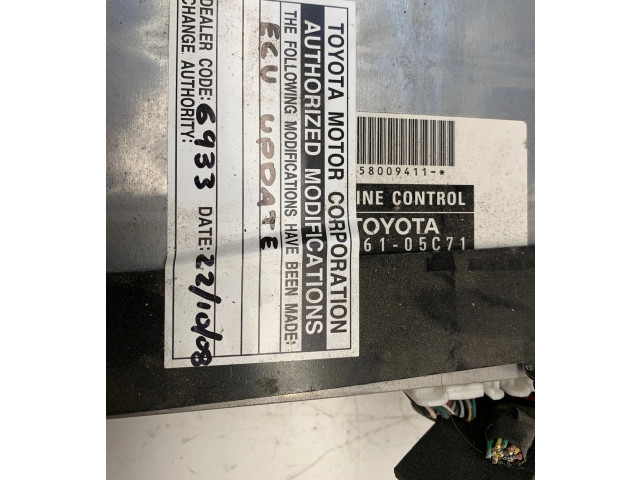 TOYOTA MOTOR CORPORATION
AUTHORIZED MODIFICATIONS
THE FOLLOWING MODIFICATIONS HAVE BEEN MADE:
ECU UPDATE
DEALER CODE: 6933 DATE: 22/10/08
CHANGE AUTHORITY:
58009411-*
INE CONTROL
TOYOTA
61-05C71